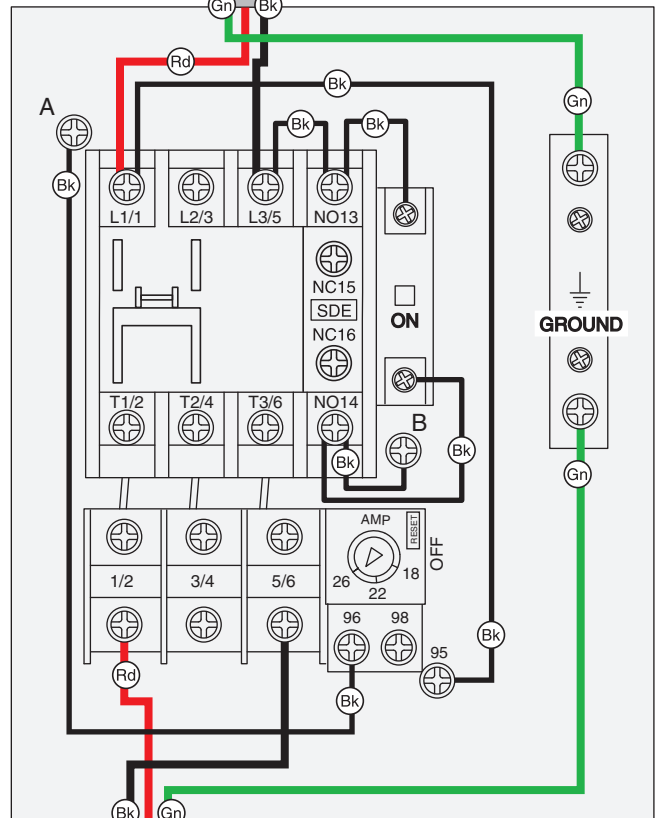 Gn Bk
Rd
Bk
Gn
A
Bk Bk
Bk
L1/1 L2/3 L3/5 NO13
NC15
SDE
ON
GROUND
NC16
T1/2 T2/4 T3/6 NO14
B
Bk Bk
Gn
AMP
RESET
OFF
18
26
22
1/2 3/4 5/6
96 98
Bk
95
Rd
Bk
Bk Gn